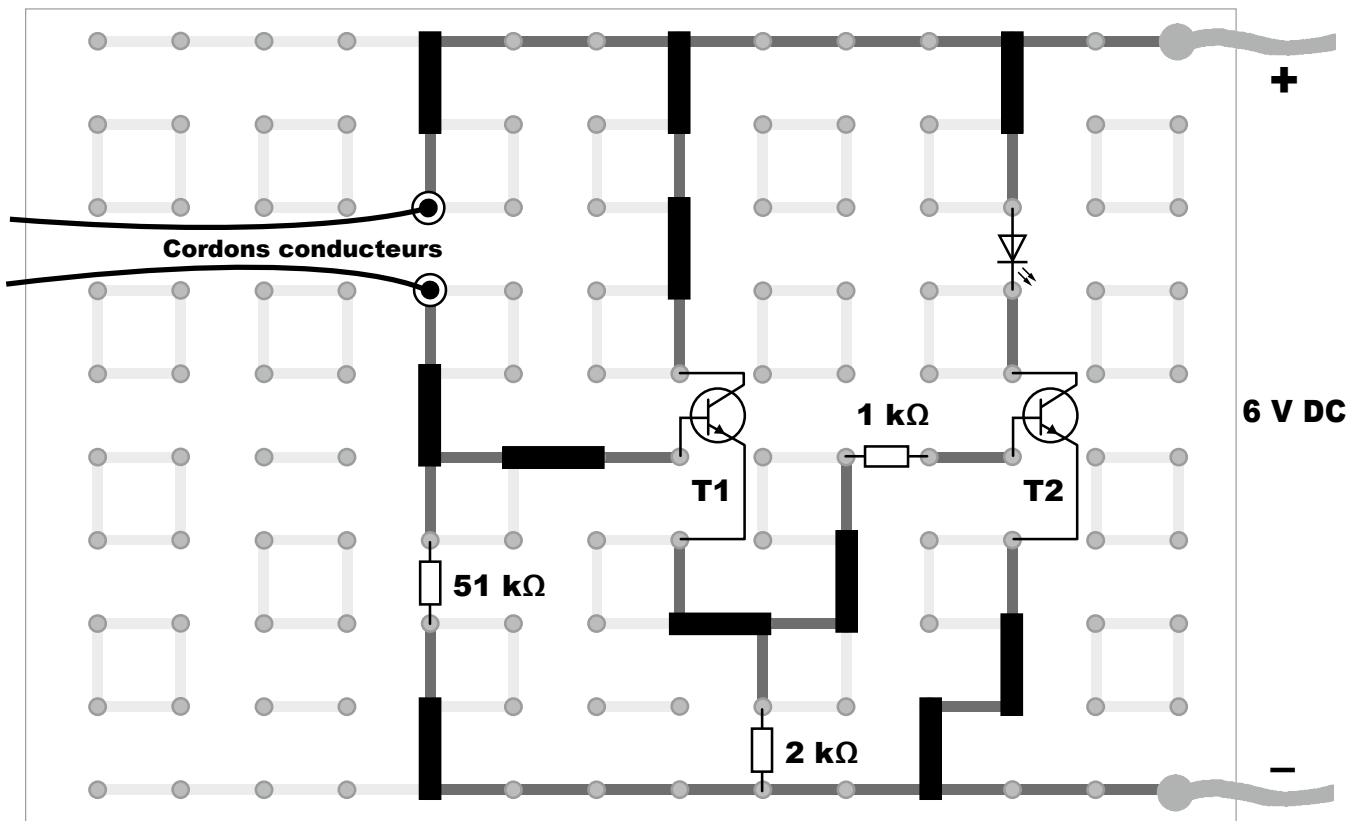 +
Cordons conducteurs
6 V DC
1 kΩ
T1
T2
51 kΩ
2 kΩ
–